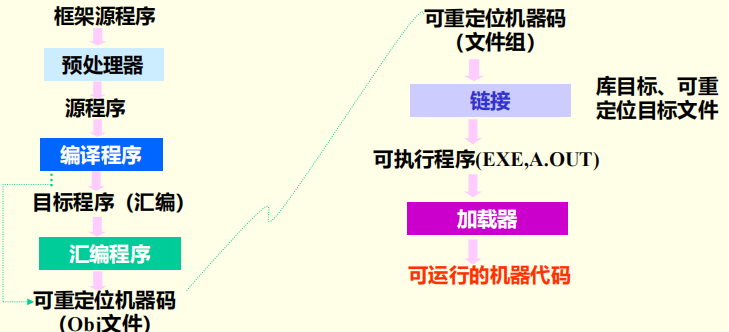 框架源程序
预处理器
源程序
编译程序
目标程序（汇编）
汇编程序
可重定位机器码
（Obj文件）
可重定位机器码
（文件组）
链接
库目标、可重
定位目标文件
可执行程序(EXE,A.OUT)
加载器
可运行的机器代码